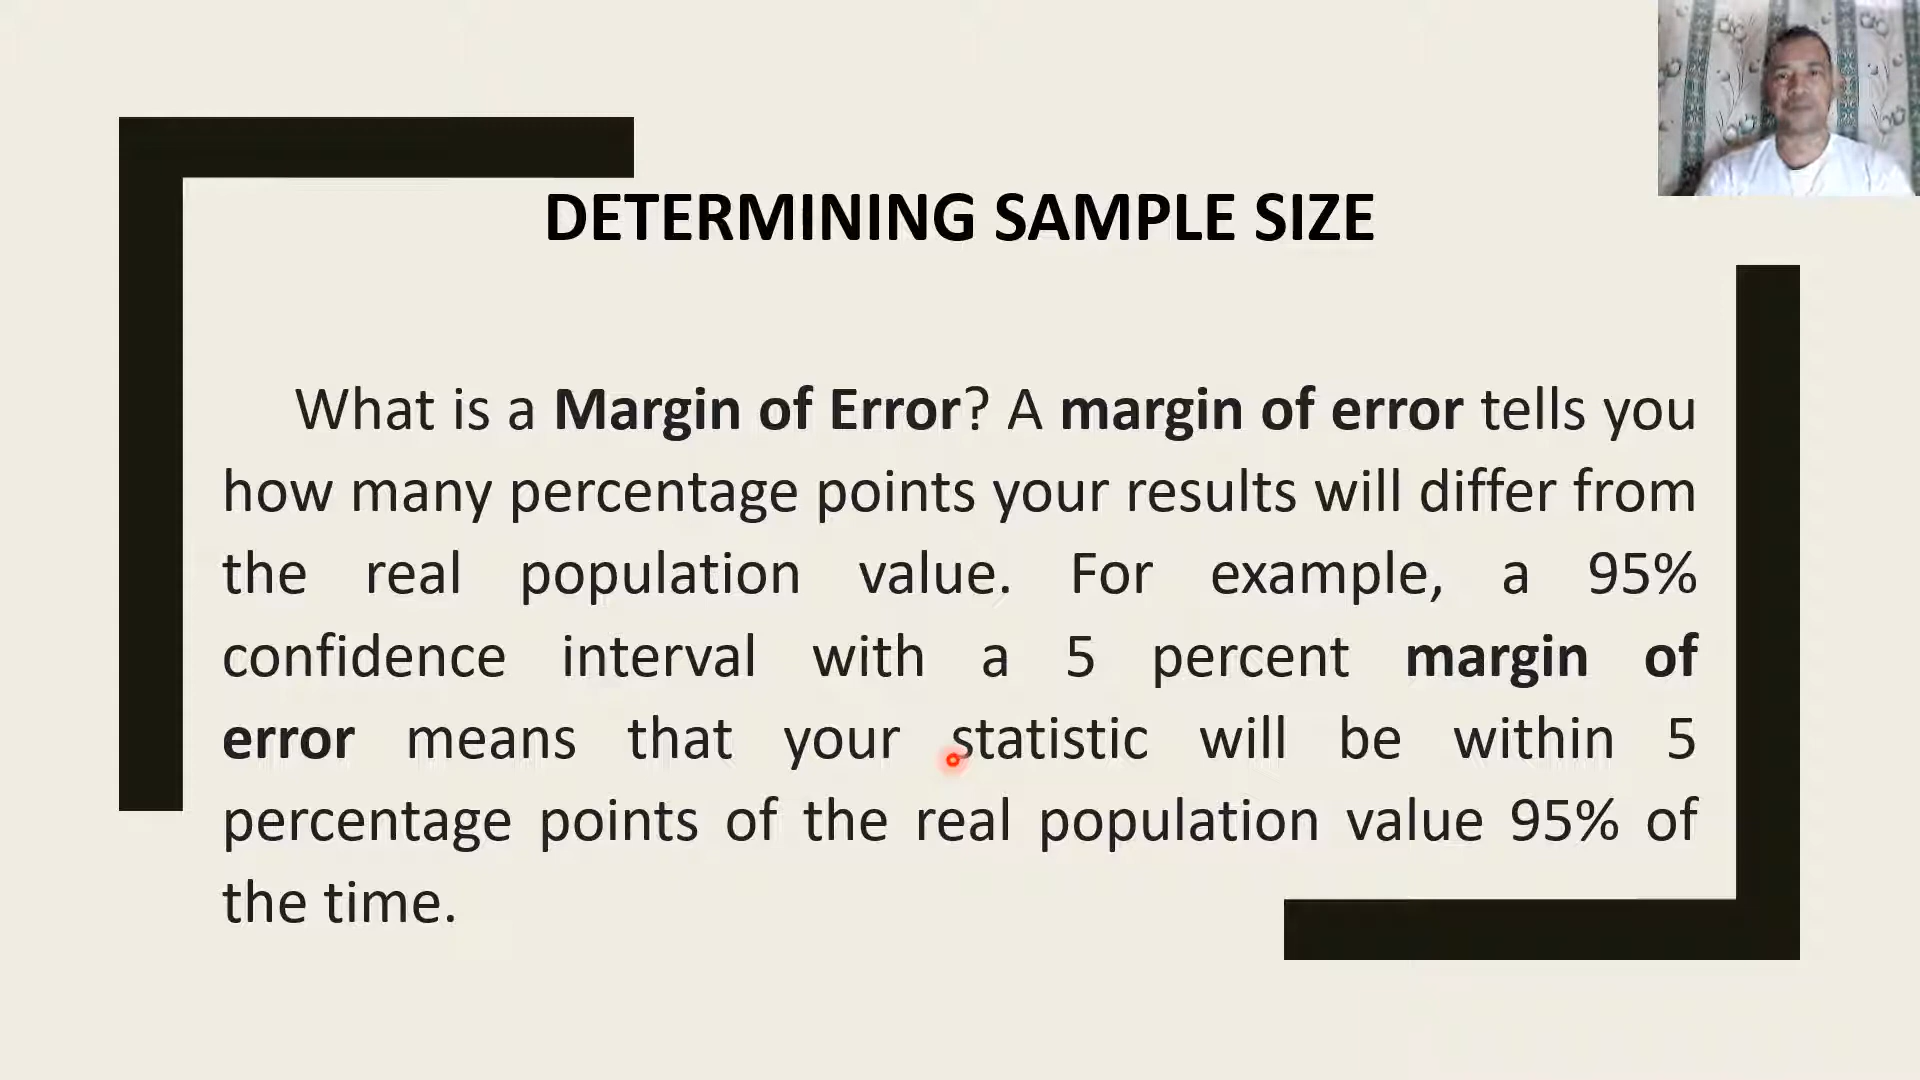 DETERMINING SAMPLE SIZE
What is a Margin of Error? A margin of error tells you
how many percentage points your results will differ from
the real population value. For example, a 95%
confidence interval with a 5 percent margin of
error means that your statistic will be within 5
percentage points of the real population value 95% of
the time.